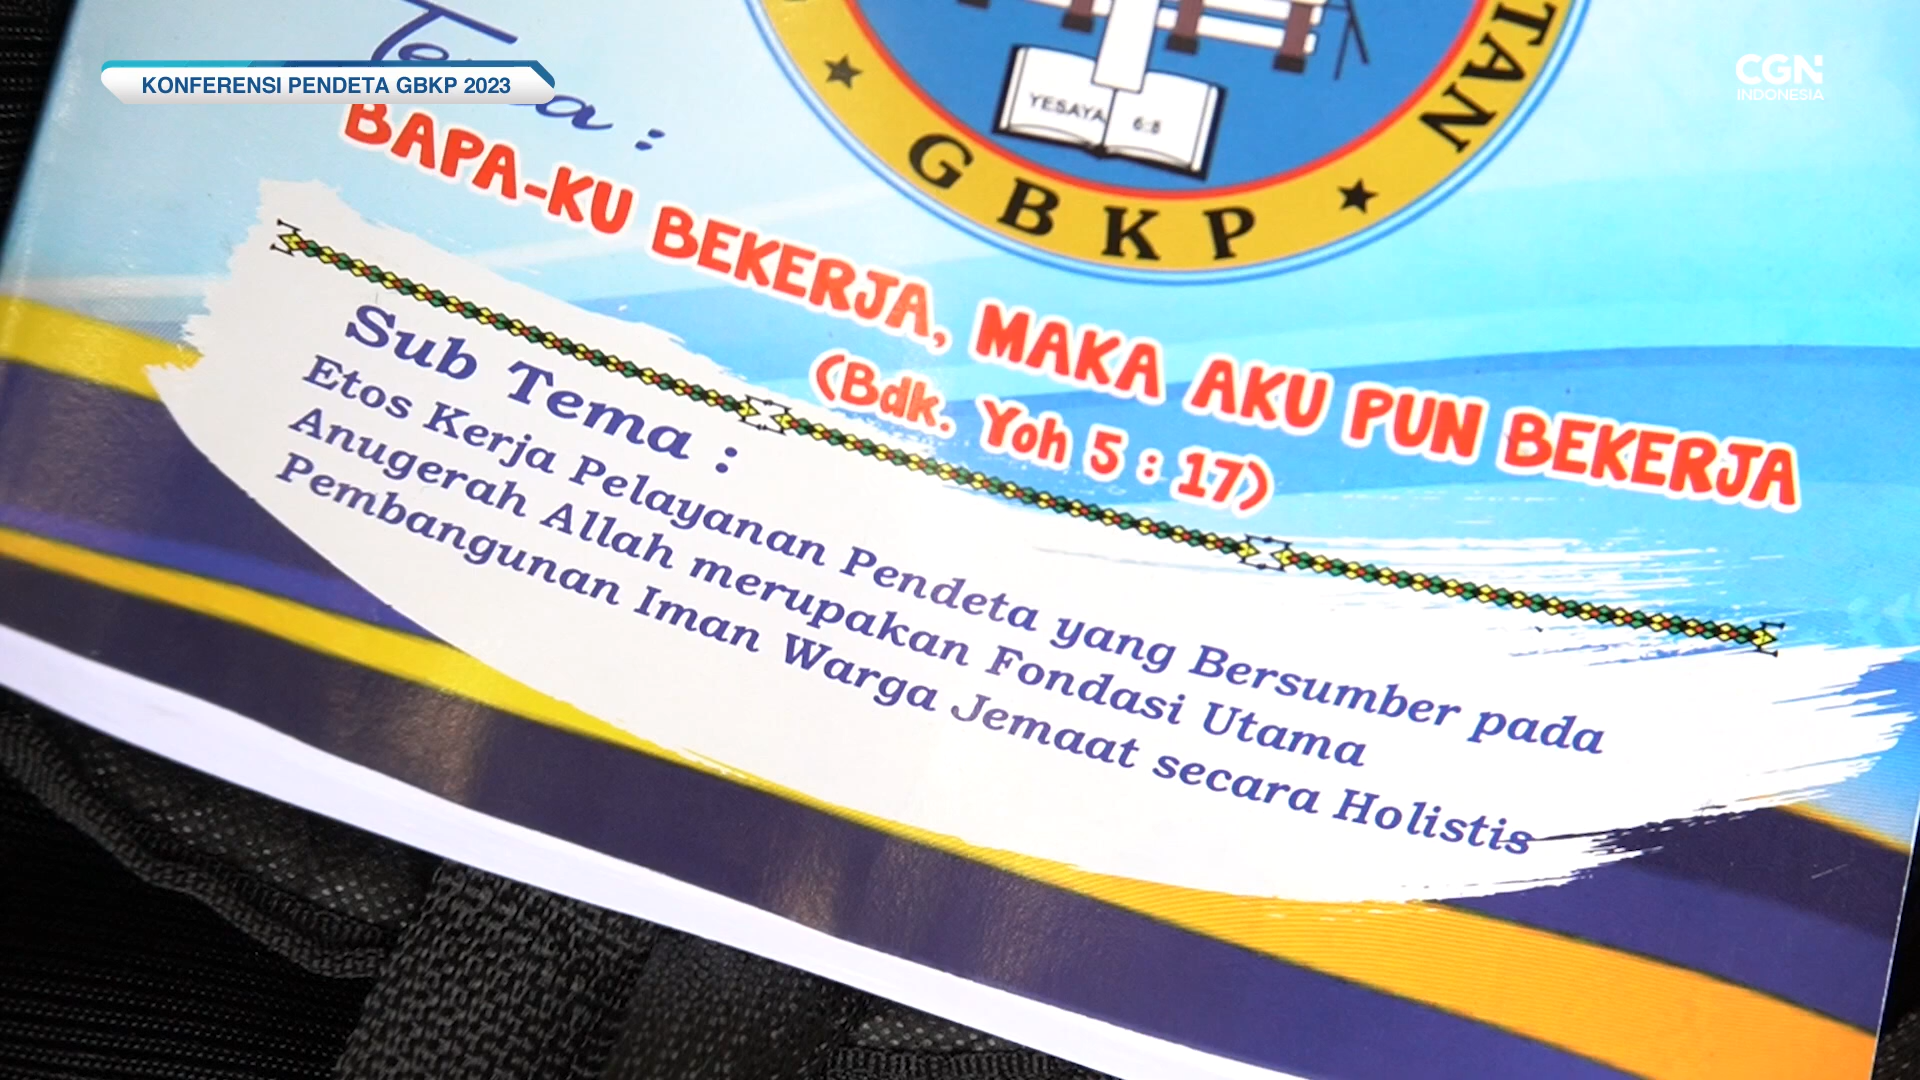 KONFERENSI PENDETA GBKP 2023
CGN
INDONESIA
TAN
YESAYA 6:8
GBKP
BAPA-KU BEKERJA, MAKA AKU PUN BEKERJA
(Bdk. Yoh 5 : 17)
Sub Tema :
Etos Kerja Pelayanan Pendeta yang Bersumber pada
Anugerah Allah merupakan Fondasi Utama
Pembangunan Iman Warga Jemaat secara Holistis